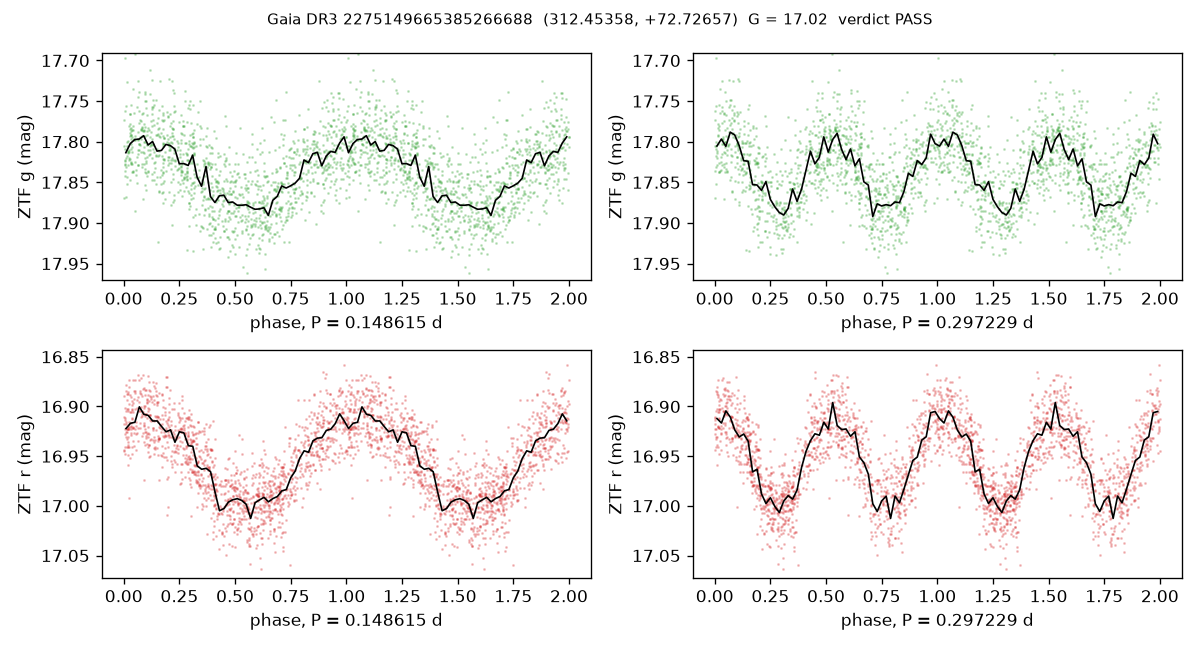 Gaia DR3 2275149665385266688 (312.45358, +72.72657) G = 17.02 verdict PASS
ZTF g (mag)
17.70
17.75
17.80
17.85
17.90
17.95
0.00 0.25 0.50 0.75 1.00 1.25 1.50 1.75 2.00
phase, P = 0.148615 d
ZTF g (mag)
17.70
17.75
17.80
17.85
17.90
17.95
0.00 0.25 0.50 0.75 1.00 1.25 1.50 1.75 2.00
phase, P = 0.297229 d
ZTF r (mag)
16.85
16.90
16.95
17.00
17.05
0.00 0.25 0.50 0.75 1.00 1.25 1.50 1.75 2.00
phase, P = 0.148615 d
ZTF r (mag)
16.85
16.90
16.95
17.00
17.05
0.00 0.25 0.50 0.75 1.00 1.25 1.50 1.75 2.00
phase, P = 0.297229 d